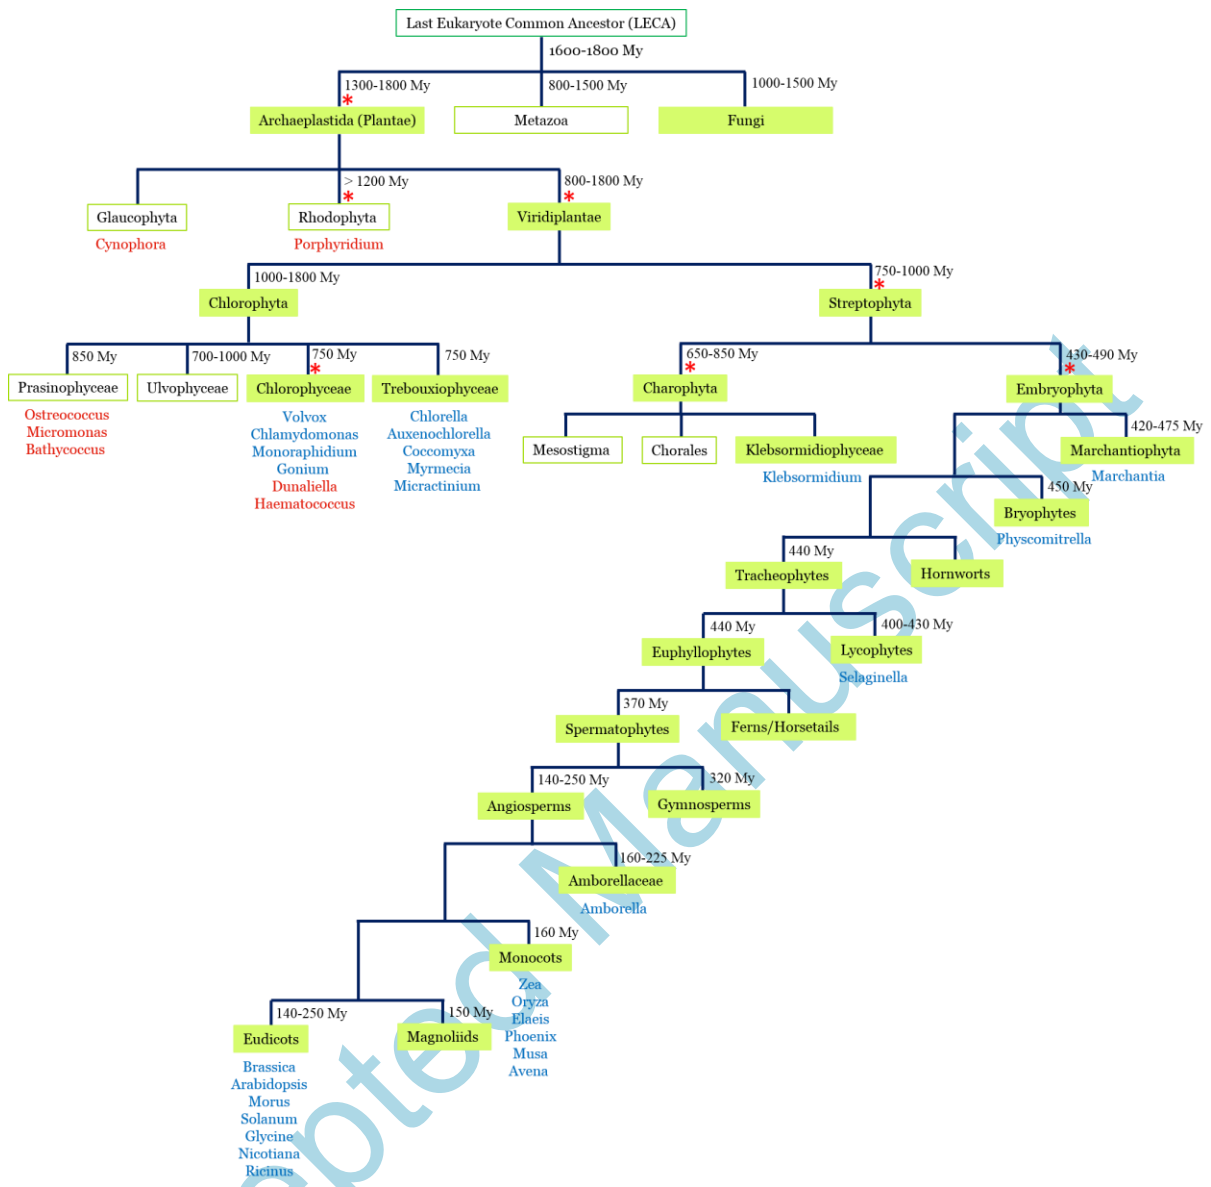 Last Eukaryote Common Ancestor (LECA)
1600-1800 My
1300-1800 My
800-1500 My
1000-1500 My
*
Archaeplastida (Plantae)
Metazoa
Fungi
> 1200 My
800-1800 My
*
*
Glaucophyta
Rhodophyta
Viridiplantae
Cynophora
Porphyridium
1000-1800 My
750-1000 My
*
Chlorophyta
Streptophyta
850 My
700-1000 My
750 My
750 My
650-850 My
430-490 My
*
*
*
Prasinophyceae
Ulvophyceae
Chlorophyceae
Trebouxiophyceae
Charophyta
Embryophyta
Ostreococcus
Micromonas
Bathycoccus
Volvox
Chlamydomonas
Monoraphidium
Gonium
Dunaliella
Haematococcus
Chlorella
Auxenochlorella
Coccomyxa
Myrmecia
Micractinium
420-475 My
Mesostigma
Chorales
Klebsormidiophyceae
Marchantiophyta
Klebsormidium
Marchantia
450 My
Bryophytes
Physcomitrella
440 My
Tracheophytes
Hornworts
440 My
400-430 My
Euphyllophytes
Lycophytes
Selaginella
370 My
Spermatophytes
Ferns/Horsetails
140-250 My
320 My
Angiosperms
Gymnosperms
160-225 My
Amborellaceae
Amborella
160 My
Monocots
Zea
Oryza
Elaeis
Phoenix
Musa
Avena
140-250 My
150 My
Eudicots
Magnoliids
Brassica
Arabidopsis
Morus
Solanum
Glycine
Nicotiana
Ricinus
epted Manuscript